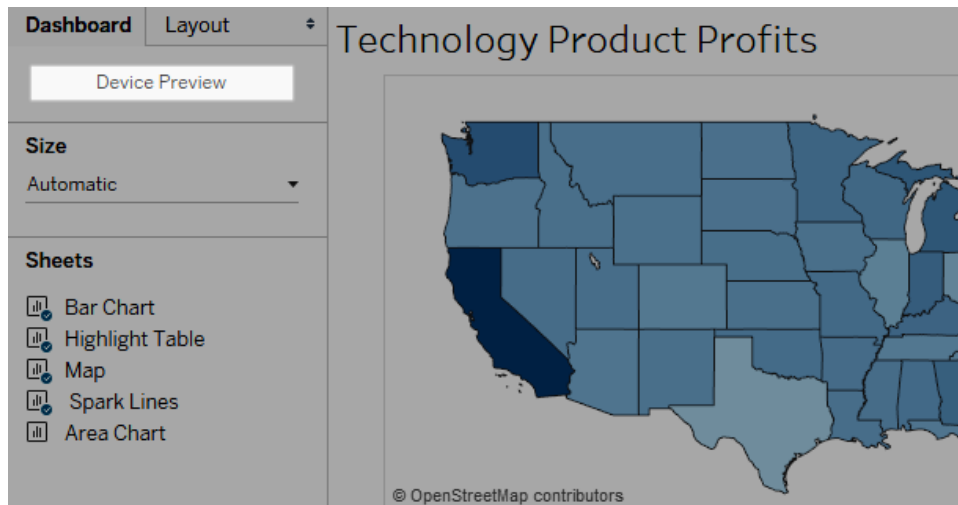 Dashboard Layout
Technology Product Profits
Device Preview
Size
Automatic
Sheets
Bar Chart
Highlight Table
Map
Spark Lines
Area Chart
© OpenStreetMap contributors